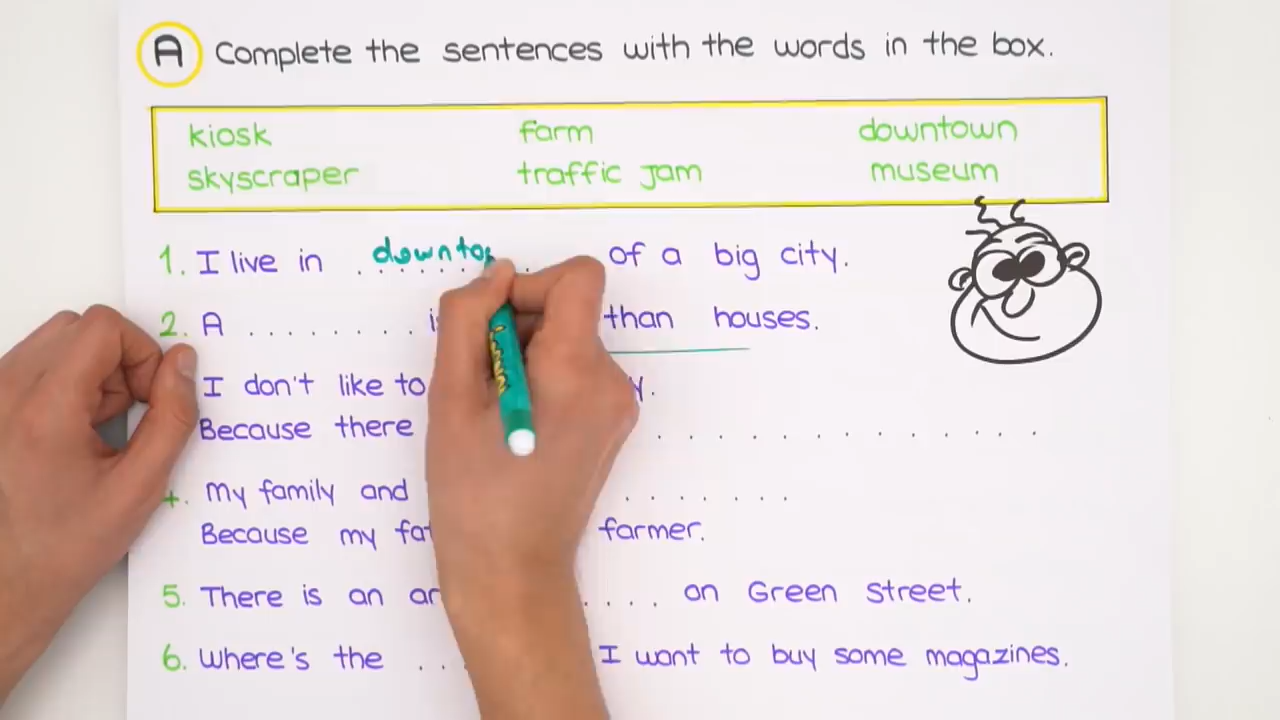 A Complete the sentences with the words in the box.
kiosk farm downtown
skyscraper traffic jam museum
1. I live in downto of a big city.
2. A ........ than houses.
I don't like to
Because there ..........
4. My family and ........
Because my farmer.
5. There is an .... on Green Street.
6. Where's the .. I want to buy some magazines.